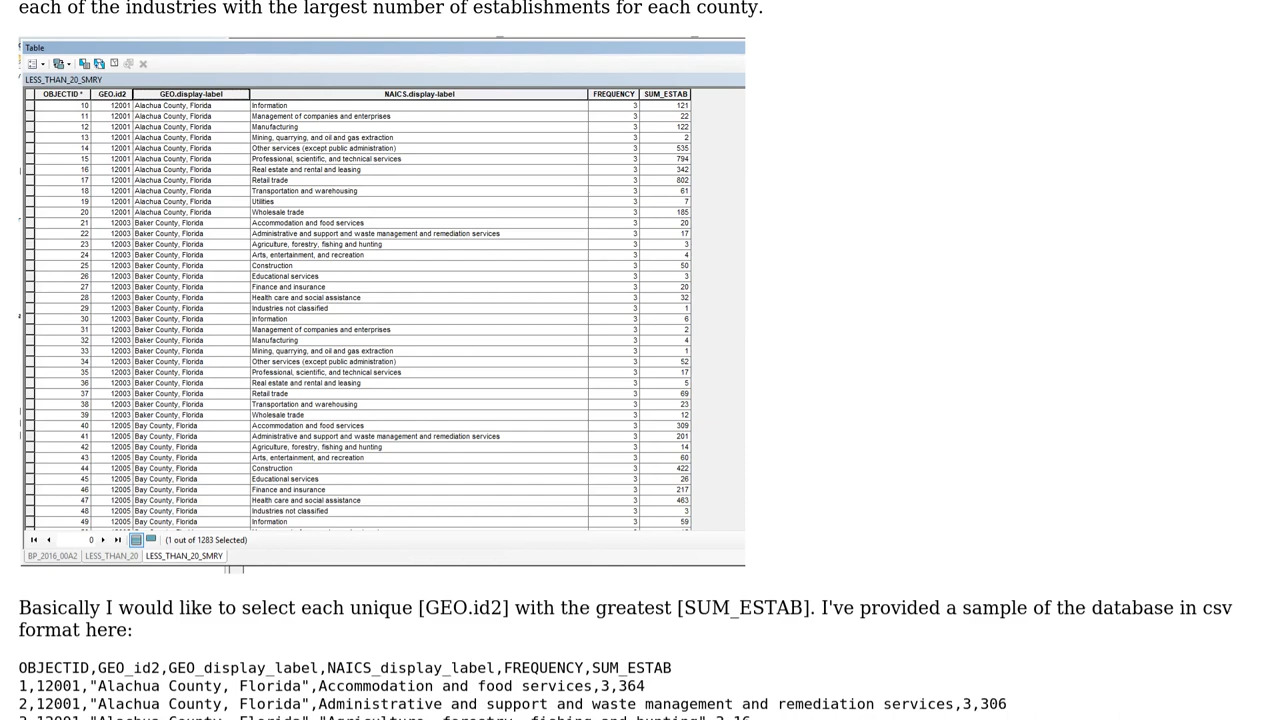 each of the industries with the largest number of establishments for each county.
Table
LESS_THAN_20_SMRY
OBJECTID * GEO.id2 GEO.display-label NAICS.display-label FREQUENCY SUM_ESTAB
10 12001 Alachua County, Florida Information 3 121
11 12001 Alachua County, Florida Management of companies and enterprises 3 22
12 12001 Alachua County, Florida Manufacturing 3 122
13 12001 Alachua County, Florida Mining, quarrying, and oil and gas extraction 3 2
14 12001 Alachua County, Florida Other services (except public administration) 3 535
15 12001 Alachua County, Florida Professional, scientific, and technical services 3 794
16 12001 Alachua County, Florida Real estate and rental and leasing 3 342
17 12001 Alachua County, Florida Retail trade 3 802
18 12001 Alachua County, Florida Transportation and warehousing 3 61
19 12001 Alachua County, Florida Utilities 3 7
20 12001 Alachua County, Florida Wholesale trade 3 185
21 12003 Baker County, Florida Accommodation and food services 3 20
22 12003 Baker County, Florida Administrative and support and waste management and remediation services 3 17
23 12003 Baker County, Florida Agriculture, forestry, fishing and hunting 3 3
24 12003 Baker County, Florida Arts, entertainment, and recreation 3 4
25 12003 Baker County, Florida Construction 3 50
26 12003 Baker County, Florida Educational services 3 3
27 12003 Baker County, Florida Finance and insurance 3 20
28 12003 Baker County, Florida Health care and social assistance 3 32
29 12003 Baker County, Florida Industries not classified 3 1
30 12003 Baker County, Florida Information 3 6
31 12003 Baker County, Florida Management of companies and enterprises 3 2
32 12003 Baker County, Florida Manufacturing 3 4
33 12003 Baker County, Florida Mining, quarrying, and oil and gas extraction 3 1
34 12003 Baker County, Florida Other services (except public administration) 3 52
35 12003 Baker County, Florida Professional, scientific, and technical services 3 17
36 12003 Baker County, Florida Real estate and rental and leasing 3 5
37 12003 Baker County, Florida Retail trade 3 69
38 12003 Baker County, Florida Transportation and warehousing 3 23
39 12003 Baker County, Florida Wholesale trade 3 12
40 12005 Bay County, Florida Accommodation and food services 3 309
41 12005 Bay County, Florida Administrative and support and waste management and remediation services 3 201
42 12005 Bay County, Florida Agriculture, forestry, fishing and hunting 3 14
43 12005 Bay County, Florida Arts, entertainment, and recreation 3 60
44 12005 Bay County, Florida Construction 3 422
45 12005 Bay County, Florida Educational services 3 26
46 12005 Bay County, Florida Finance and insurance 3 217
47 12005 Bay County, Florida Health care and social assistance 3 463
48 12005 Bay County, Florida Industries not classified 3 3
49 12005 Bay County, Florida Information 3 59
0 (1 out of 1283 Selected)
BP_2016_00A2 LESS_THAN_20 LESS_THAN_20_SMRY
Basically I would like to select each unique [GEO.id2] with the greatest [SUM_ESTAB]. I've provided a sample of the database in csv
format here:
OBJECTID,GEO_id2,GEO_display_label,NAICS_display_label,FREQUENCY,SUM_ESTAB
1,12001,"Alachua County, Florida",Accommodation and food services,3,364
2,12001,"Alachua County, Florida",Administrative and support and waste management and remediation services,3,306
3,12001,"Alachua County, Florida","Agriculture, forestry, fishing and hunting",3,16